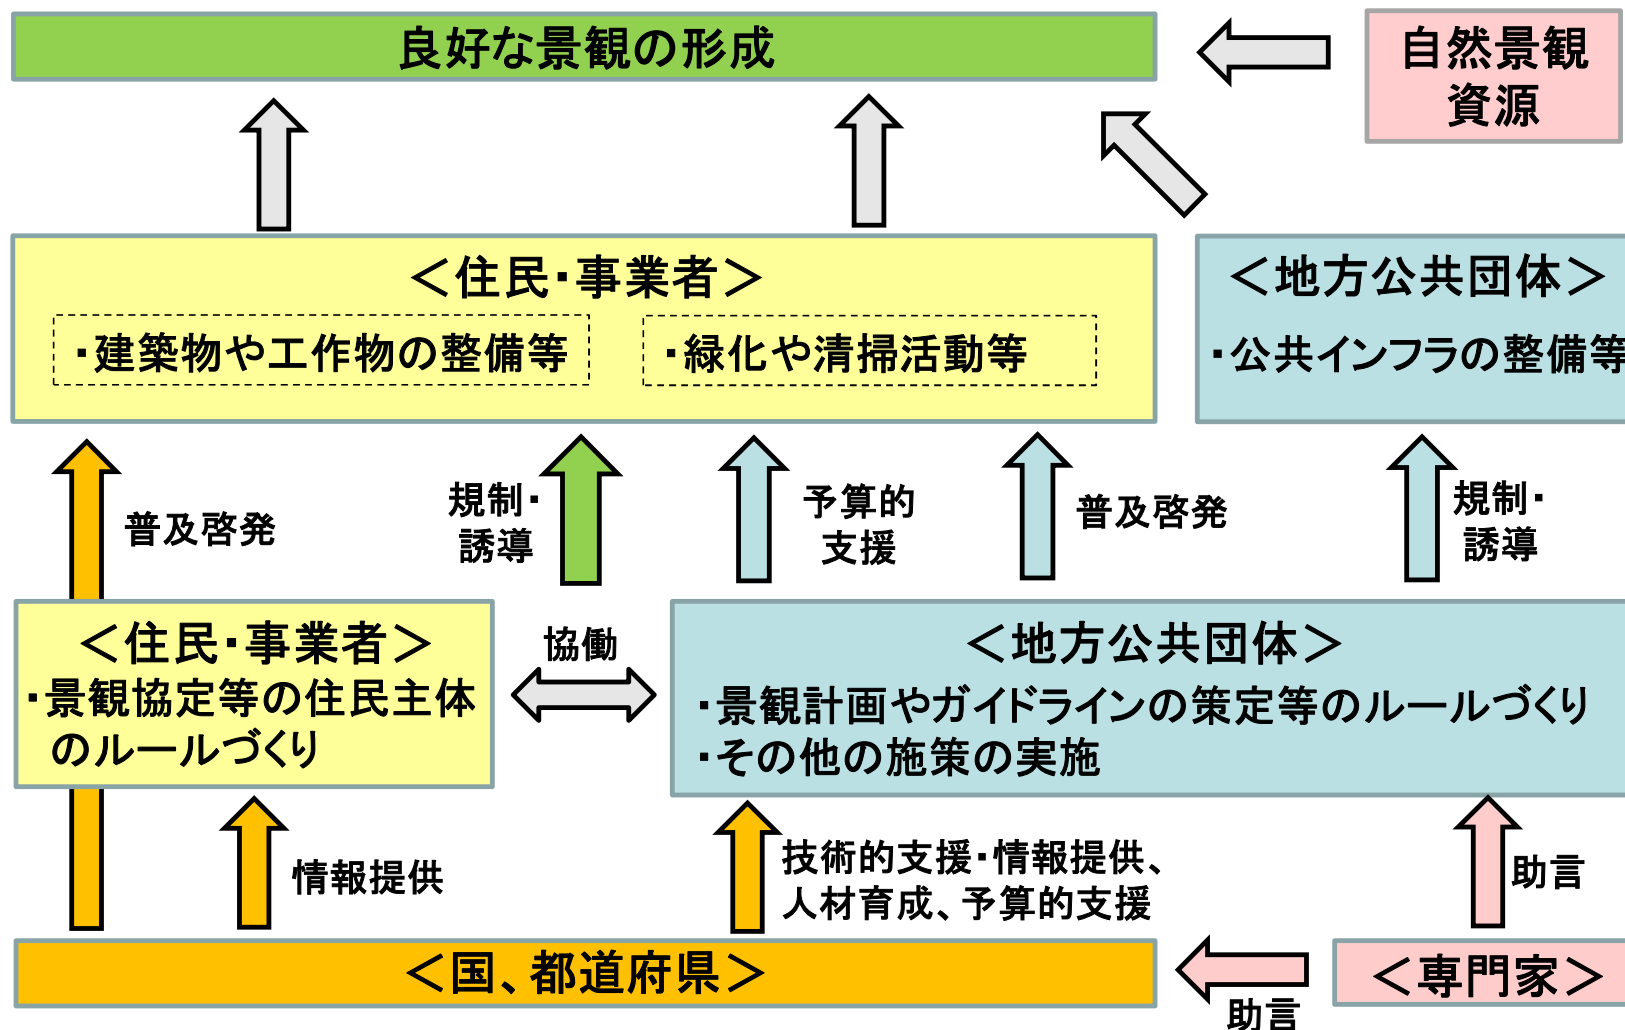 良好な景観の形成
自然景観
資源
＜住民・事業者＞
・建築物や工作物の整備等
・緑化や清掃活動等
＜地方公共団体＞
・公共インフラの整備等
普及啓発
規制・
誘導
予算的
支援
普及啓発
規制・
誘導
＜住民・事業者＞
・景観協定等の住民主体
のルールづくり
協働
＜地方公共団体＞
・景観計画やガイドラインの策定等のルールづくり
・その他の施策の実施
情報提供
技術的支援・情報提供、
人材育成、予算的支援
助言
＜国、都道府県＞
助言
＜専門家＞